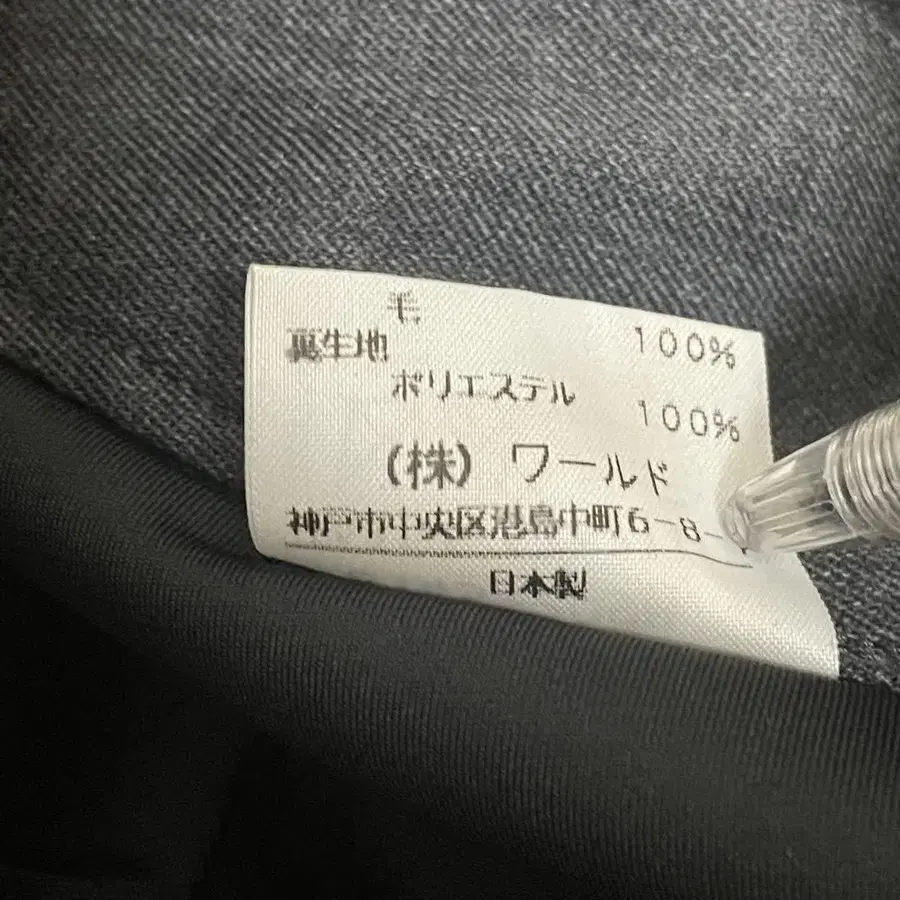 毛 100%
裏生地
ポリエステル 100%
(株) ワールド
神戸市中央区港島中町6-8-
日本製